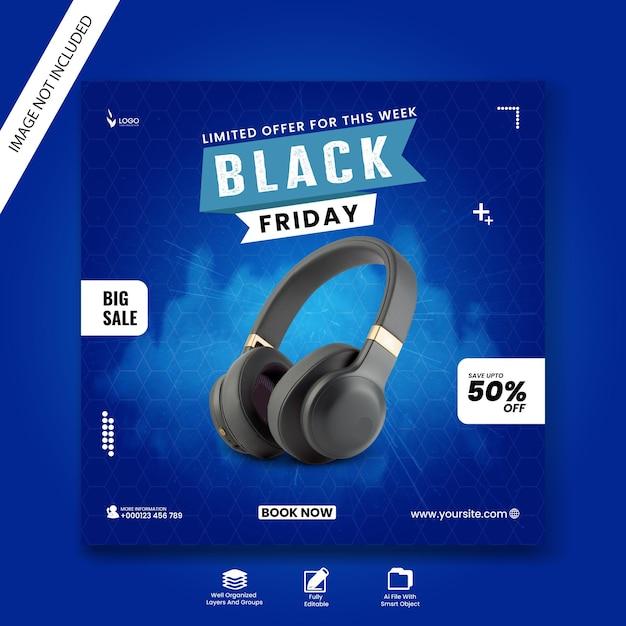 IMAGE NOT INCLUDED
LOGO
LIMITED OFFER FOR THIS WEEK
BLACK
FRIDAY
BIG
SALE
SAVE UPTO
50%
OFF
MORE INFORMATION
+000123 456 789
BOOK NOW
www.yoursite.com
Well Organized
Layers And Groups
Fully
Editable
Ai File With
Smsrt Object